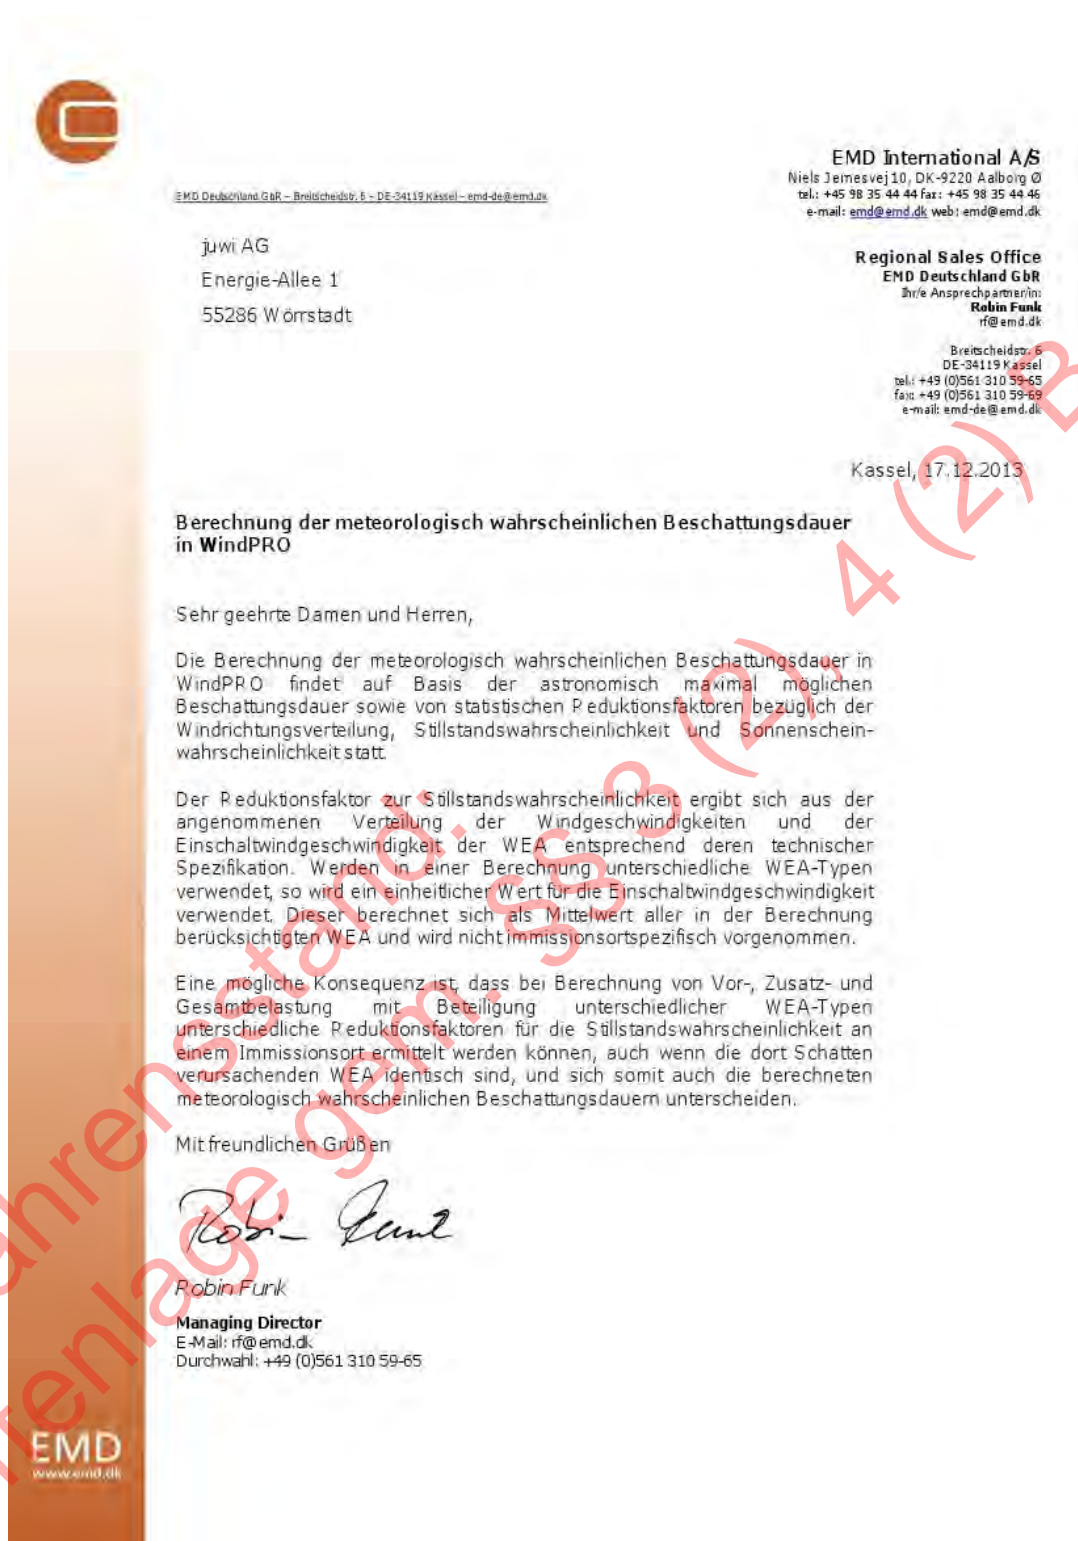 EMD International A/S
Niels Jernesvej 10, DK-9220 Aalborg Ø
tel.: +45 98 35 44 44 fax: +45 98 35 44 46
e-mail: emd@emd.dk web: emd@emd.dk
EMD Deutschland GbR – Breitscheidstr. 6 – DE-34119 Kassel – emd-de@emd.dk
juwi AG
Energie-Allee 1
55286 Wörrstadt
Regional Sales Office
EMD Deutschland GbR
Ihr/e Ansprechpartner/in:
Robin Funk
rf@emd.dk
Breitscheidstr. 6
DE-34119 Kassel
tel.: +49 (0)561 310 59-65
fax: +49 (0)561 310 59-69
e-mail: emd-de@emd.dk
Kassel, 17.12.2013
Berechnung der meteorologisch wahrscheinlichen Beschattungsdauer
in WindPRO
Sehr geehrte Damen und Herren,
Die Berechnung der meteorologisch wahrscheinlichen Beschattungsdauer in
WindPRO findet auf Basis der astronomisch maximal möglichen
Beschattungsdauer sowie von statistischen Reduktionsfaktoren bezüglich der
Windrichtungsverteilung, Stillstandswahrscheinlichkeit und Sonnenschein-
wahrscheinlichkeit statt.
Der Reduktionsfaktor zur Stillstandswahrscheinlichkeit ergibt sich aus der
angenommenen Verteilung der Windgeschwindigkeiten und der
Einschaltwindgeschwindigkeit der WEA entsprechend deren technischer
Spezifikation. Werden in einer Berechnung unterschiedliche WEA-Typen
verwendet, so wird ein einheitlicher Wert für die Einschaltwindgeschwindigkeit
verwendet. Dieser berechnet sich als Mittelwert aller in der Berechnung
berücksichtigten WEA und wird nicht immissionsortspezifisch vorgenommen.
Eine mögliche Konsequenz ist, dass bei Berechnung von Vor-, Zusatz- und
Gesamtbelastung mit Beteiligung unterschiedlicher WEA-Typen
unterschiedliche Reduktionsfaktoren für die Stillstandswahrscheinlichkeit an
einem Immissionsort ermittelt werden können, auch wenn die dort Schatten
verursachenden WEA identisch sind, und sich somit auch die berechneten
meteorologisch wahrscheinlichen Beschattungsdauern unterscheiden.
Mit freundlichen Grüßen
Robin Funk
Robin Funk
Managing Director
E-Mail: rf@emd.dk
Durchwahl: +49 (0)561 310 59-65
EMD
www.emd.dk
ahrensstand.
enlage gem. §§ 3 (2), 4 (2) B